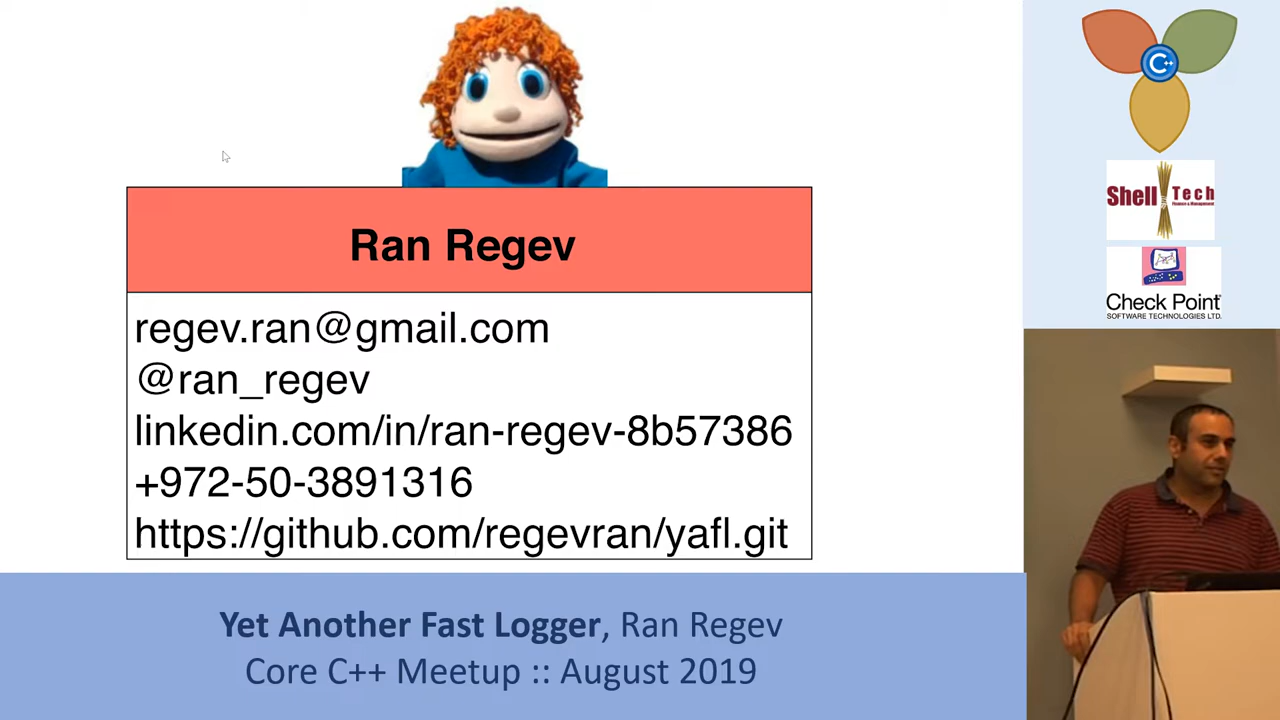 Ran Regev
regev.ran@gmail.com
@ran_regev
linkedin.com/in/ran-regev-8b57386
+972-50-3891316
https://github.com/regevran/yafl.git
Yet Another Fast Logger, Ran Regev
Core C++ Meetup :: August 2019
C++
Shell Tech
Finance & Management
Check Point
SOFTWARE TECHNOLOGIES LTD.